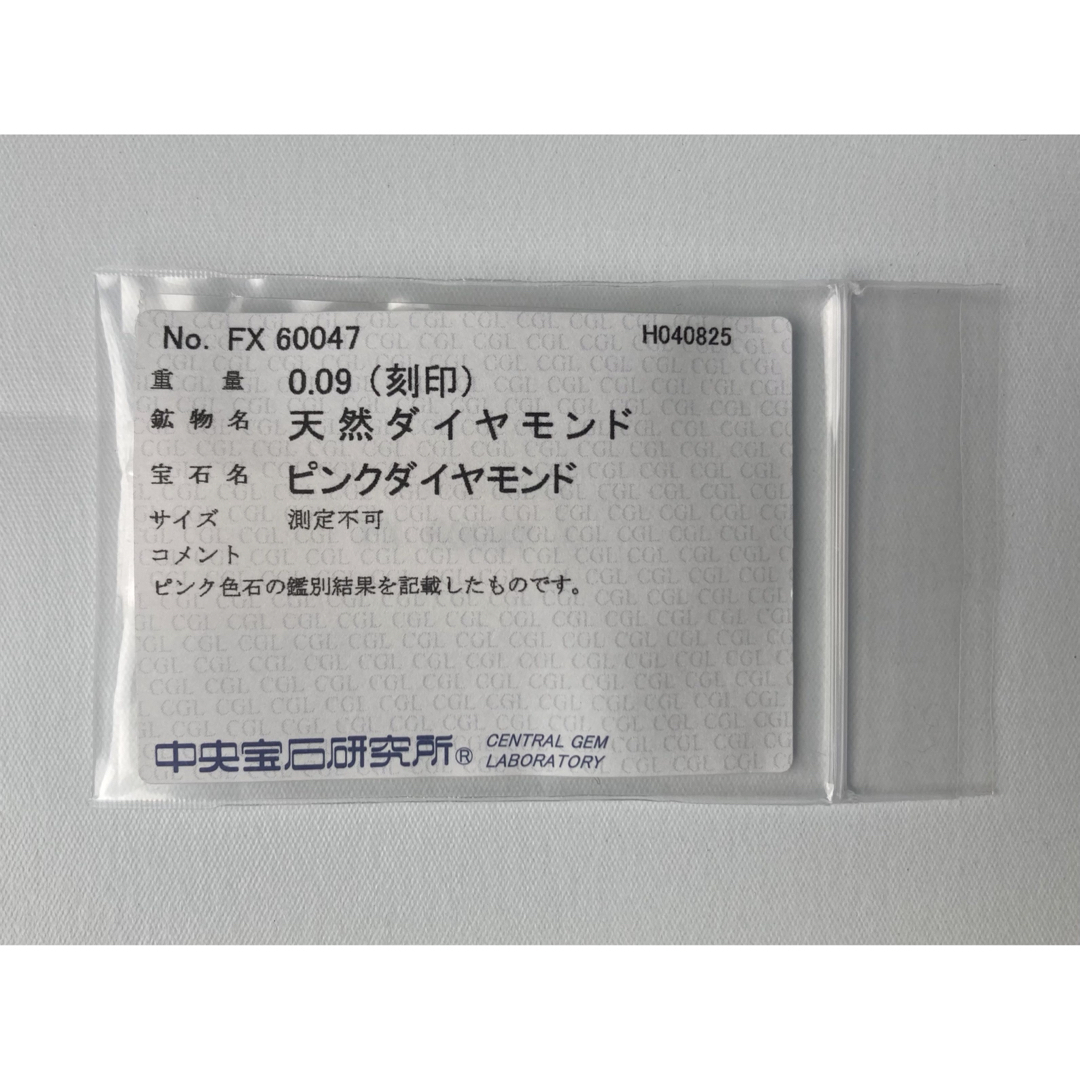 No. FX 60047 H040825
重 量 0.09（刻印）
鉱 物 名 天 然 ダ イ ヤ モ ン ド
宝 石 名 ピンクダイヤモンド
サイズ 測定不可
コメント
ピンク色石の鑑別結果を記載したものです。
中央宝石研究所® CENTRAL GEM
LABORATORY